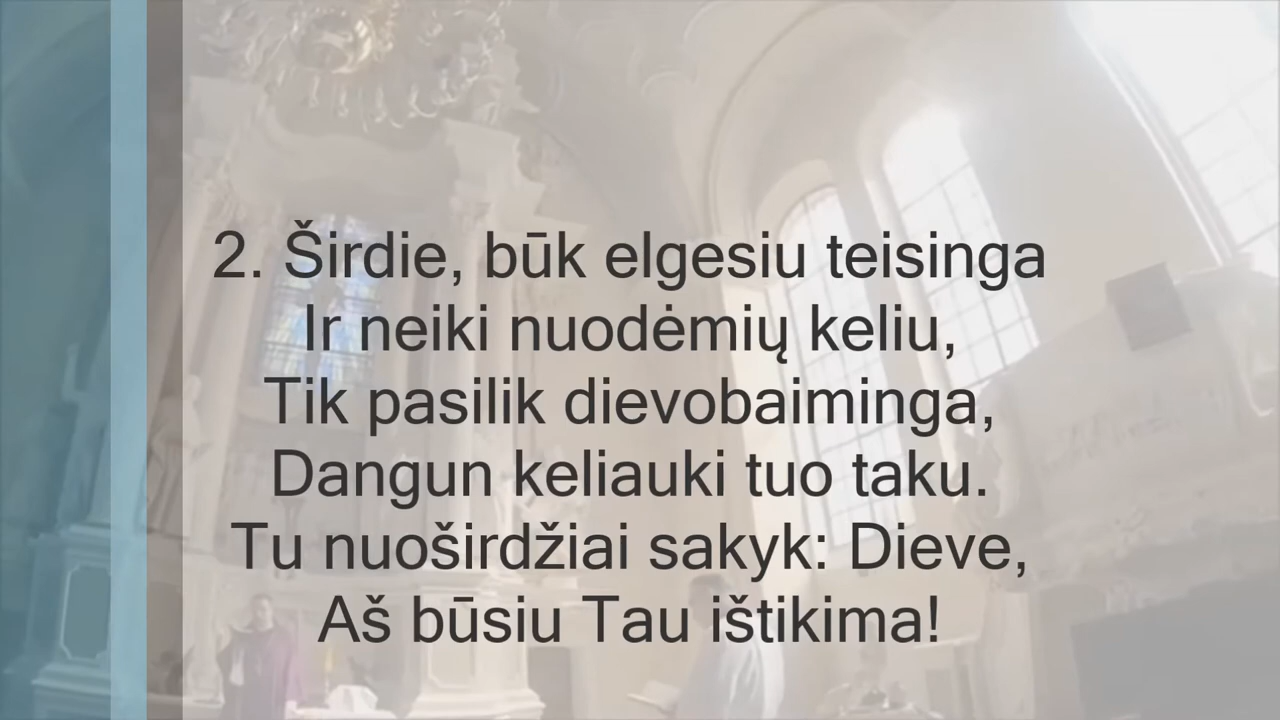 2. Širdie, būk elgesiu teisinga
Ir neiki nuodėmių keliu,
Tik pasilik dievobaiminga,
Dangun keliauki tuo taku.
Tu nuoširdžiai sakyk: Dieve,
Aš būsiu Tau ištikima!